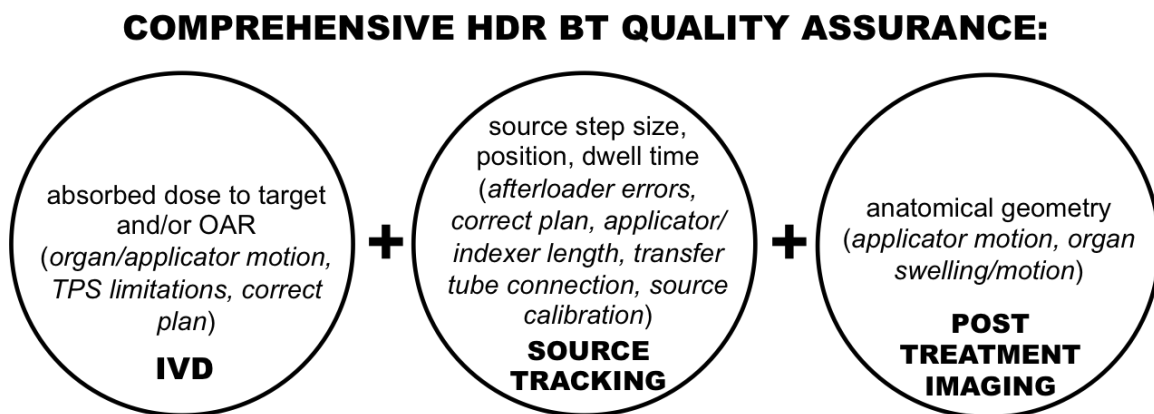 COMPREHENSIVE HDR BT QUALITY ASSURANCE:
absorbed dose to target
and/or OAR
(organ/applicator motion,
TPS limitations, correct
plan)
IVD
+
source step size,
position, dwell time
(afterloader errors,
correct plan, applicator/
indexer length, transfer
tube connection, source
calibration)
SOURCE
TRACKING
+
anatomical geometry
(applicator motion, organ
swelling/motion)
POST
TREATMENT
IMAGING